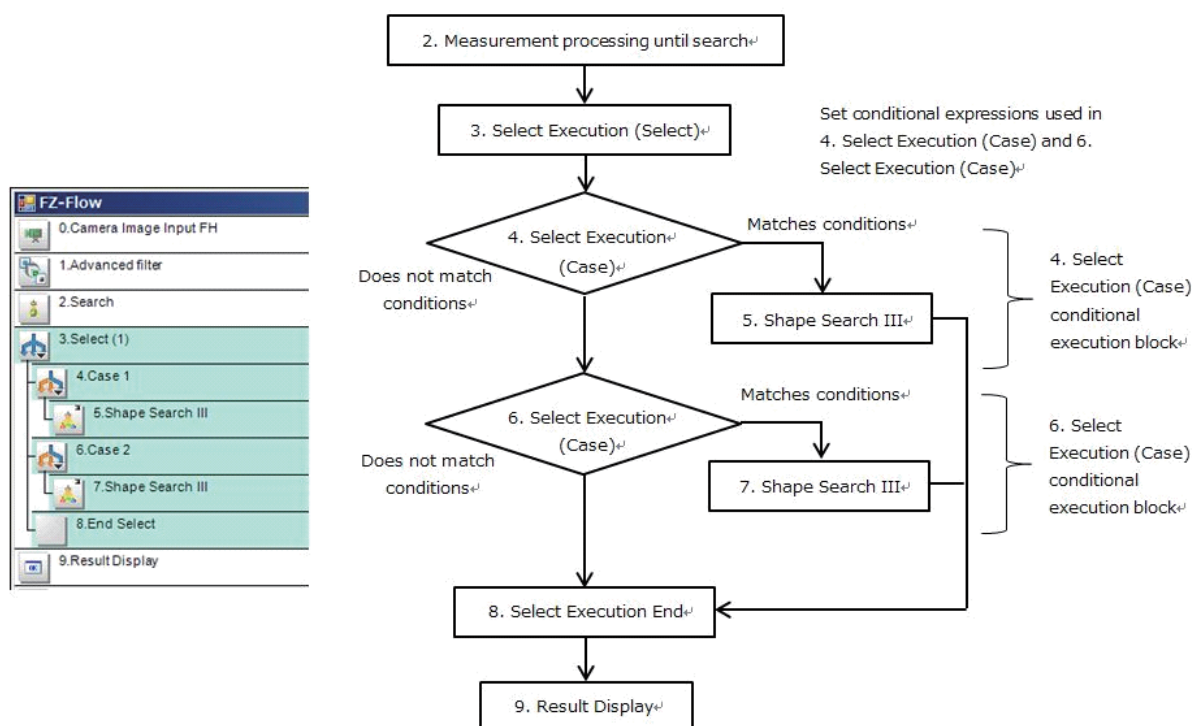 2. Measurement processing until search↵
3. Select Execution (Select)↵
Set conditional expressions used in
4. Select Execution (Case) and 6.
Select Execution (Case)↵
FZ-Flow
0.Camera Image Input FH
1.Advanced filter
2.Search
3.Select (1)
4.Case 1
5.Shape Search III
6.Case 2
7.Shape Search III
8.End Select
9.Result Display
4. Select Execution↵
(Case)↵
Matches conditions↵
Does not match
conditions↵
5. Shape Search III↵
4. Select
Execution (Case)
conditional
execution block↵
6. Select Execution↵
(Case)↵
Matches conditions↵
Does not match
conditions↵
7. Shape Search III↵
6. Select
Execution (Case)
conditional
execution block↵
8. Select Execution End↵
9. Result Display↵